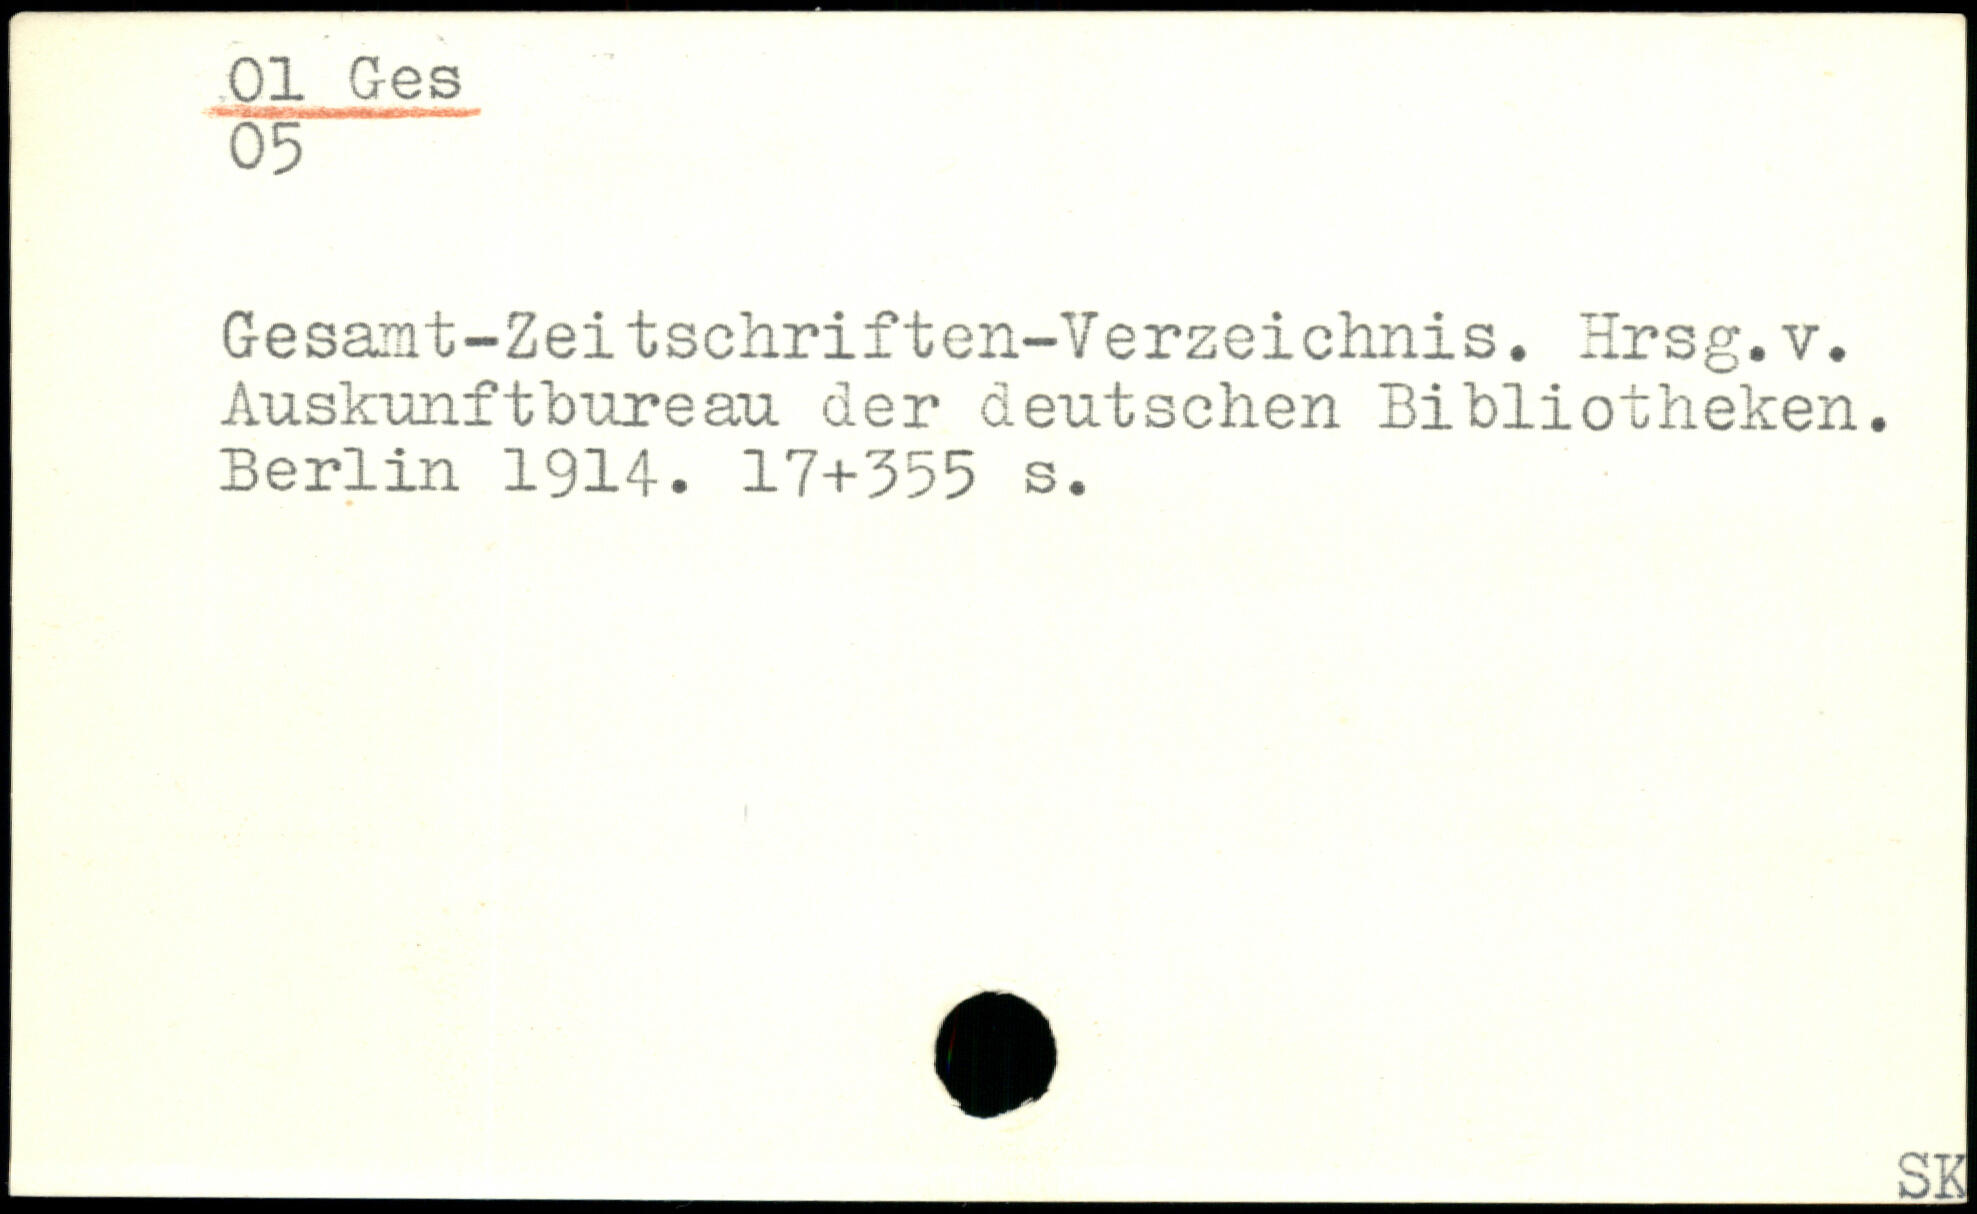 01 Ges
05
Gesamt-Zeitschriften-Verzeichnis. Hrsg.v.
Auskunftbureau der deutschen Bibliotheken.
Berlin 1914. 17+355 s.
SK